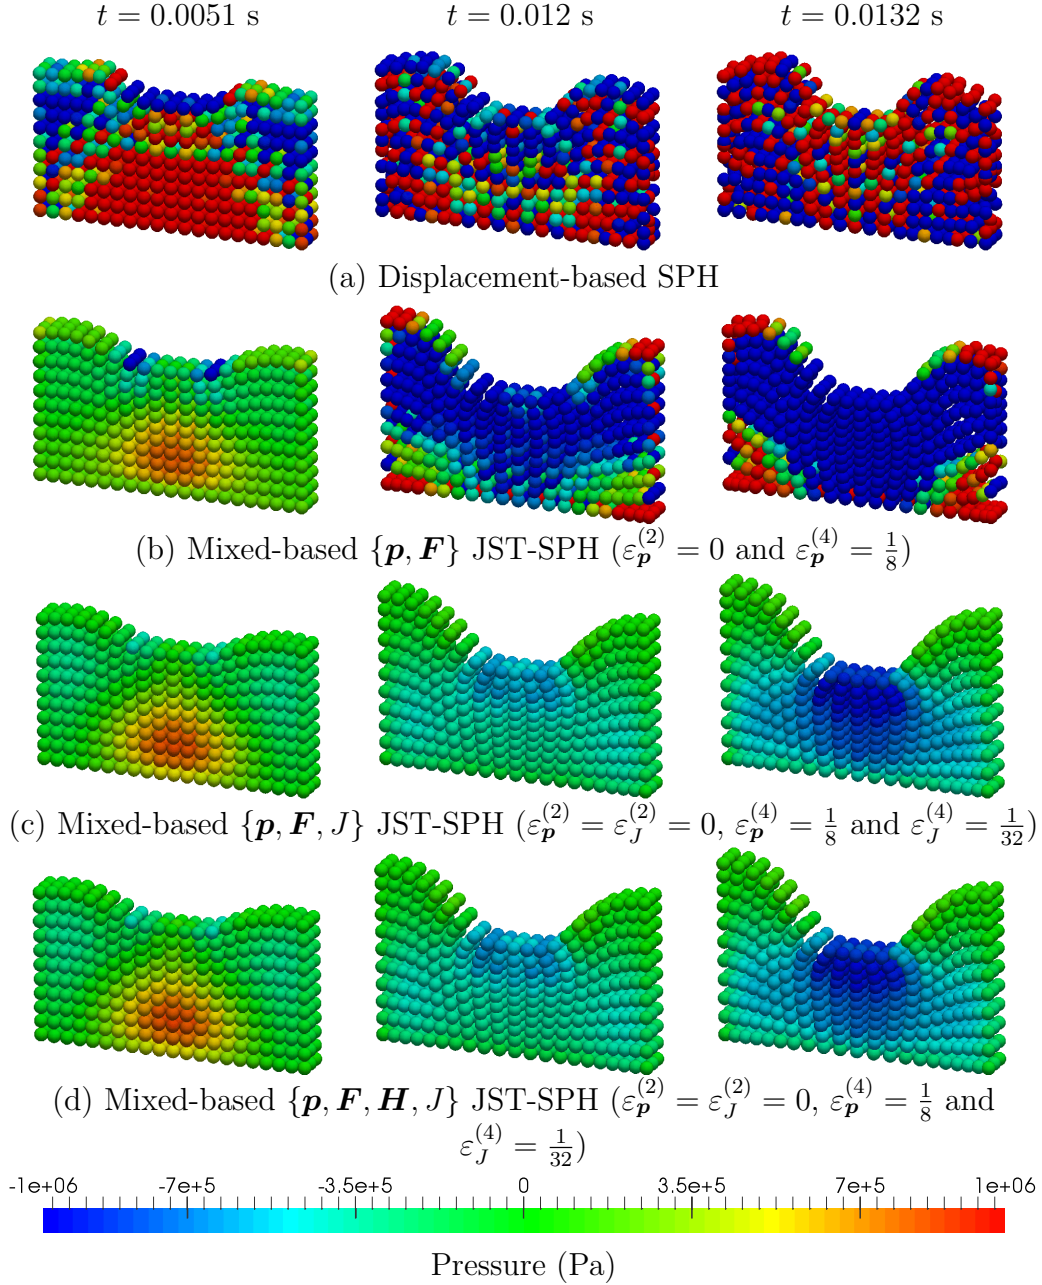 t = 0.0051 s t = 0.012 s t = 0.0132 s
(a) Displacement-based SPH
(b) Mixed-based {p, F} JST-SPH (ε_p^(2) = 0 and ε_p^(4) = 1/8)
(c) Mixed-based {p, F, J} JST-SPH (ε_p^(2) = ε_J^(2) = 0, ε_p^(4) = 1/8 and ε_J^(4) = 1/32)
(d) Mixed-based {p, F, H, J} JST-SPH (ε_p^(2) = ε_J^(2) = 0, ε_p^(4) = 1/8 and
ε_J^(4) = 1/32)
-1e+06 -7e+5 -3.5e+5 0 3.5e+5 7e+5 1e+06
Pressure (Pa)